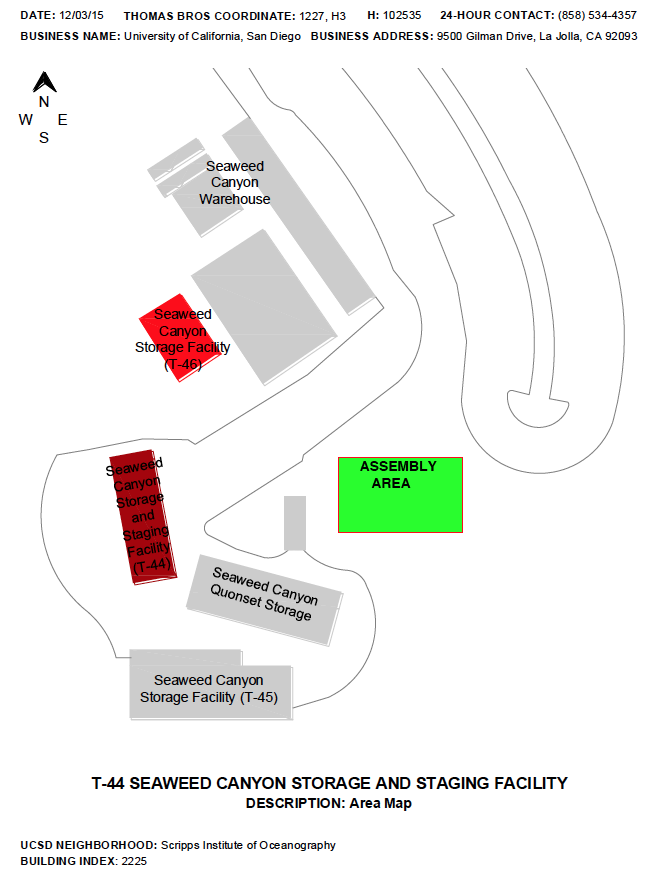 DATE: 12/03/15 THOMAS BROS COORDINATE: 1227, H3 H: 102535 24-HOUR CONTACT: (858) 534-4357
BUSINESS NAME: University of California, San Diego BUSINESS ADDRESS: 9500 Gilman Drive, La Jolla, CA 92093
N
W E
S
Seaweed
Canyon
Warehouse
Seaweed
Canyon
Storage Facility
(T-46)
Seaweed
Canyon
Storage
and
Staging
Facility
(T-44)
ASSEMBLY
AREA
Seaweed Canyon
Quonset Storage
Seaweed Canyon
Storage Facility (T-45)
T-44 SEAWEED CANYON STORAGE AND STAGING FACILITY
DESCRIPTION: Area Map
UCSD NEIGHBORHOOD: Scripps Institute of Oceanography
BUILDING INDEX: 2225